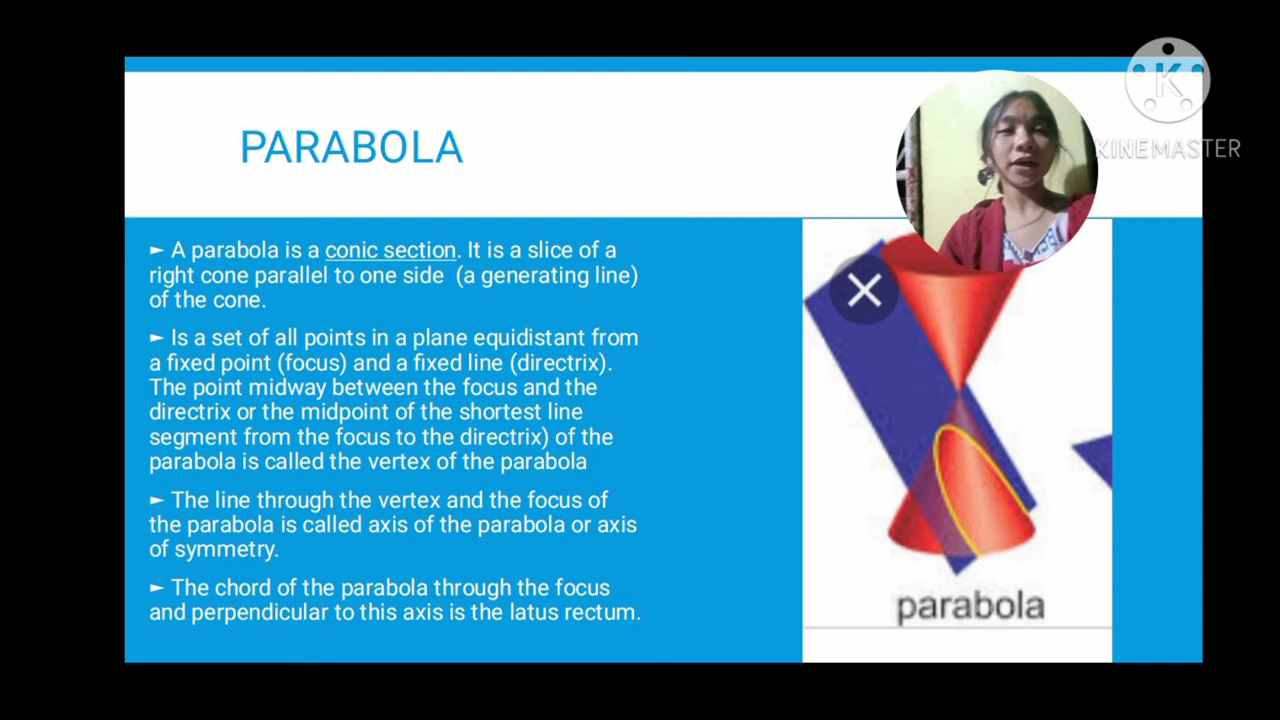 PARABOLA
K
KINEMASTER
► A parabola is a conic section. It is a slice of a
right cone parallel to one side (a generating line)
of the cone.
► Is a set of all points in a plane equidistant from
a fixed point (focus) and a fixed line (directrix).
The point midway between the focus and the
directrix or the midpoint of the shortest line
segment from the focus to the directrix) of the
parabola is called the vertex of the parabola
► The line through the vertex and the focus of
the parabola is called axis of the parabola or axis
of symmetry.
► The chord of the parabola through the focus
and perpendicular to this axis is the latus rectum.
parabola